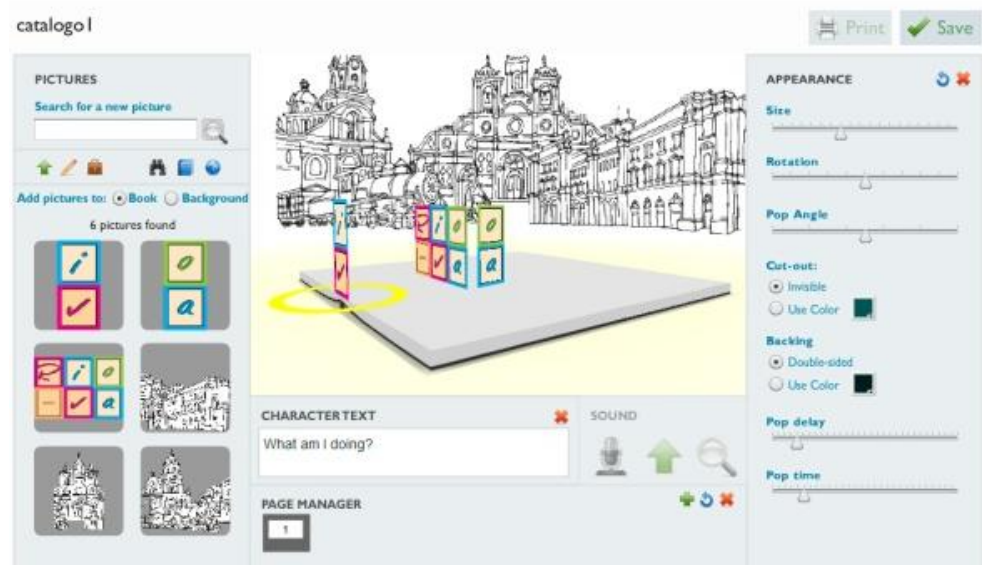 catalogo1
Print
Save
PICTURES
Search for a new picture
Add pictures to: Book Background
6 pictures found
i
✓
o
a
R i o
- ✓ a
i
✓
R i o
- ✓ a
o
a
CHARACTER TEXT
What am I doing?
SOUND
PAGE MANAGER
1
APPEARANCE
Size
Rotation
Pop Angle
Cut-out:
Invisible
Use Color
Backing
Double-sided
Use Color
Pop delay
Pop time